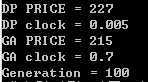 DP PRICE = 227
DP clock = 0.005
GA PRICE = 215
GA clock = 0.7
Generation = 100